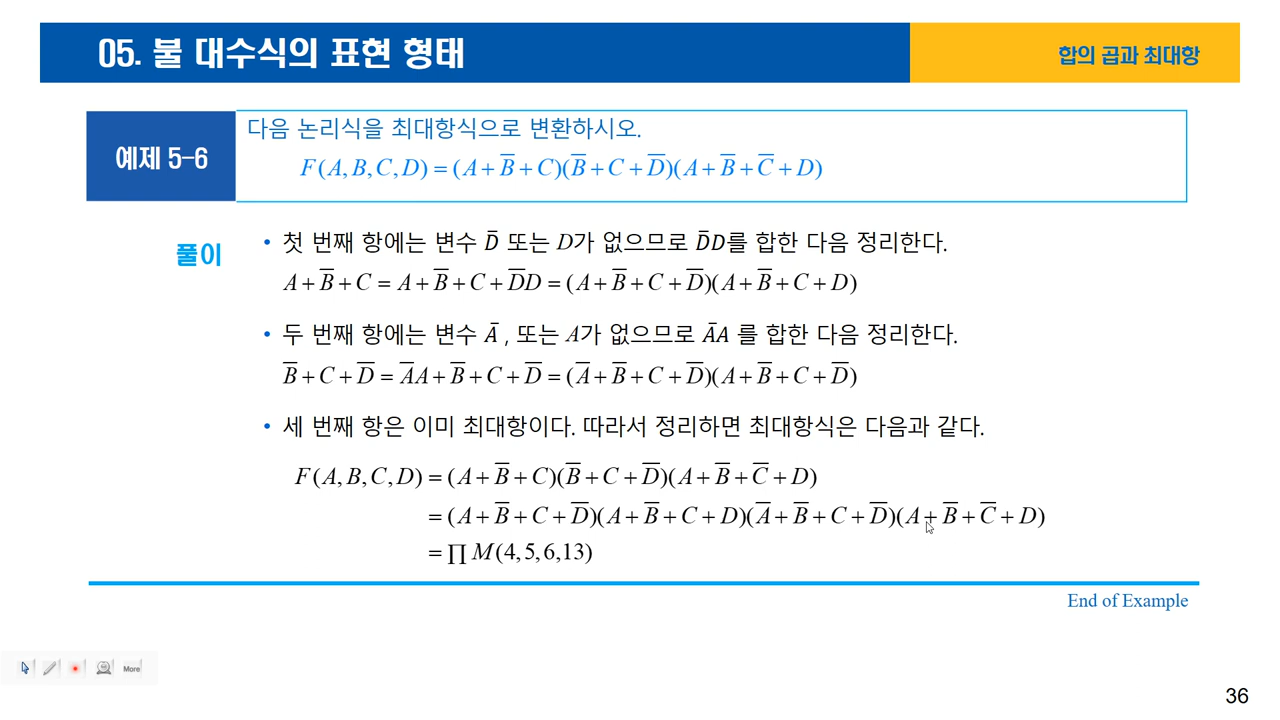 05. 불 대수식의 표현 형태
합의 곱과 최대항
예제 5-6
다음 논리식을 최대항식으로 변환하시오.
F(A,B,C,D) = (A+B̅+C)(B̅+C+D̅)(A+B̅+C̅+D)
풀이
• 첫 번째 항에는 변수 D̅ 또는 D가 없으므로 D̅D를 합한 다음 정리한다.
A+B̅+C = A+B̅+C+D̅D = (A+B̅+C+D̅)(A+B̅+C+D)
• 두 번째 항에는 변수 A̅ , 또는 A가 없으므로 A̅A 를 합한 다음 정리한다.
B̅+C+D̅ = A̅A+B̅+C+D̅ = (A̅+B̅+C+D̅)(A+B̅+C+D̅)
• 세 번째 항은 이미 최대항이다. 따라서 정리하면 최대항식은 다음과 같다.
F(A,B,C,D) = (A+B̅+C)(B̅+C+D̅)(A+B̅+C̅+D)
= (A+B̅+C+D̅)(A+B̅+C+D)(A̅+B̅+C+D̅)(A+B̅+C̅+D)
= ∏ M(4,5,6,13)
End of Example
More
36